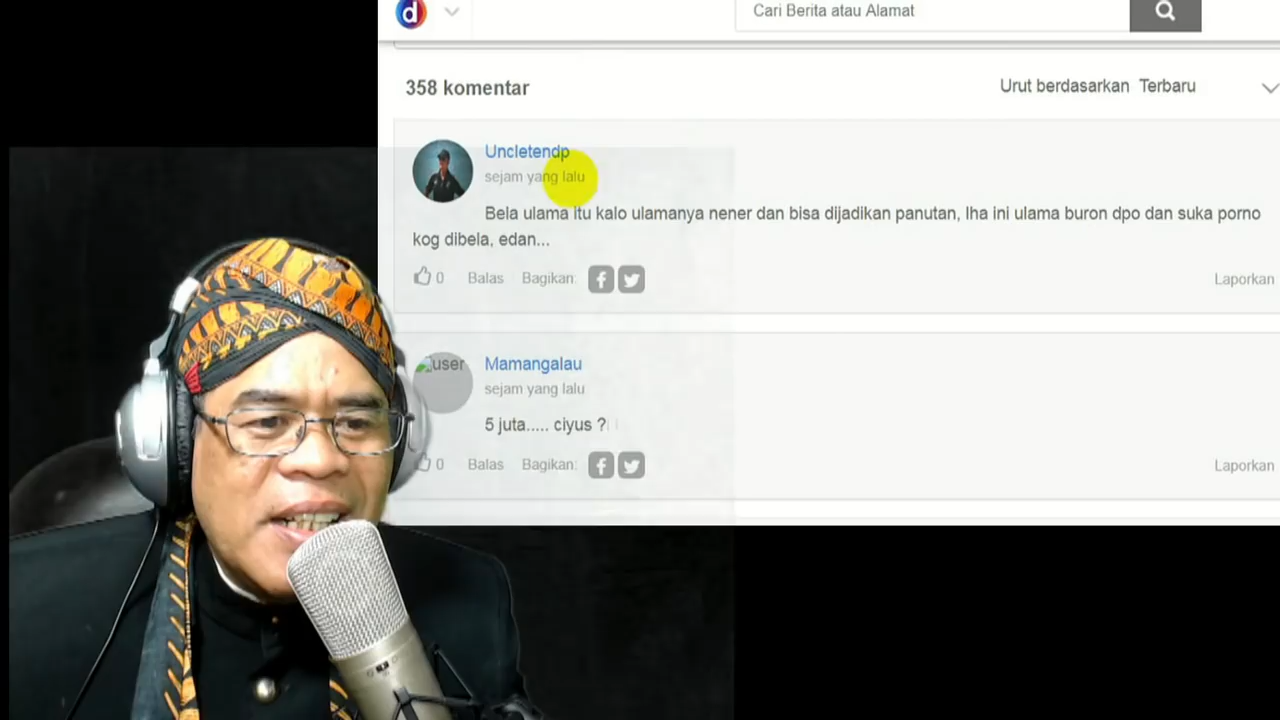 d
Cari Berita atau Alamat
358 komentar
Urut berdasarkan Terbaru
Uncletendp
sejam yang lalu
Bela ulama itu kalo ulamanya nener dan bisa dijadikan panutan, lha ini ulama buron dpo dan suka porno
kog dibela, edan...
0 Balas Bagikan:
Laporkan
user
Mamangalau
sejam yang lalu
5 juta..... ciyus ?
0 Balas Bagikan:
Laporkan